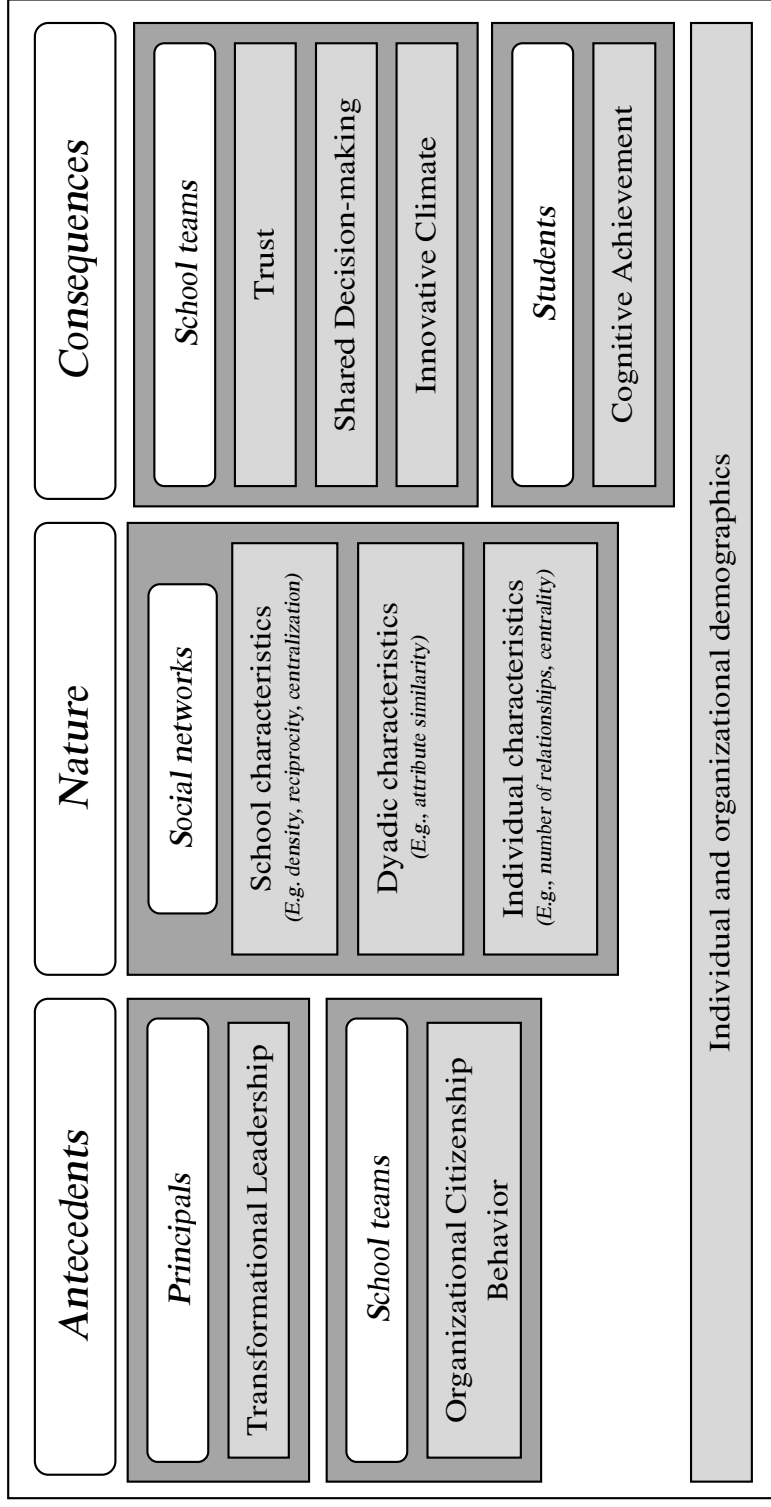 Antecedents
Principals
Transformational Leadership
School teams
Organizational Citizenship
Behavior
Nature
Social networks
School characteristics
(E.g. density, reciprocity, centralization)
Dyadic characteristics
(E.g., attribute similarity)
Individual characteristics
(E.g., number of relationships, centrality)
Consequences
School teams
Trust
Shared Decision-making
Innovative Climate
Students
Cognitive Achievement
Individual and organizational demographics